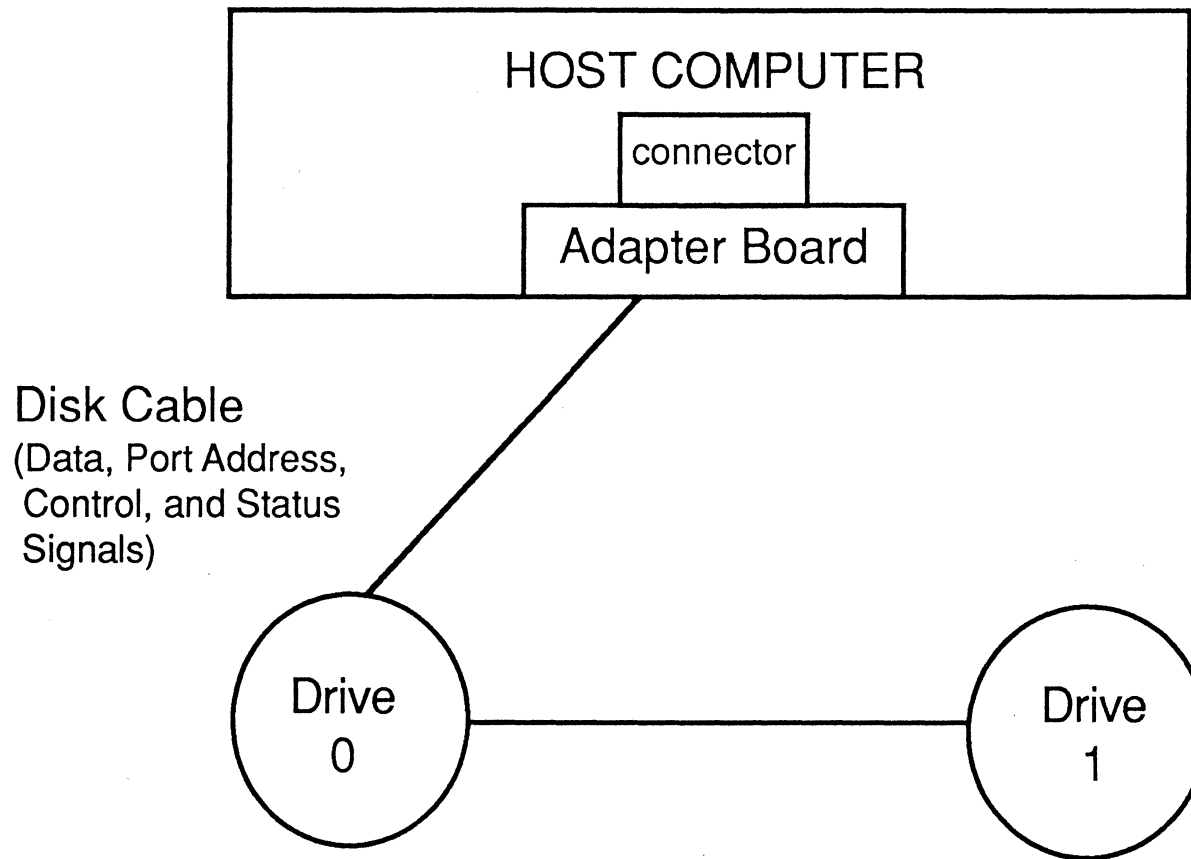 HOST COMPUTER
connector
Adapter Board
Disk Cable
(Data, Port Address,
Control, and Status
Signals)
Drive
0
Drive
1